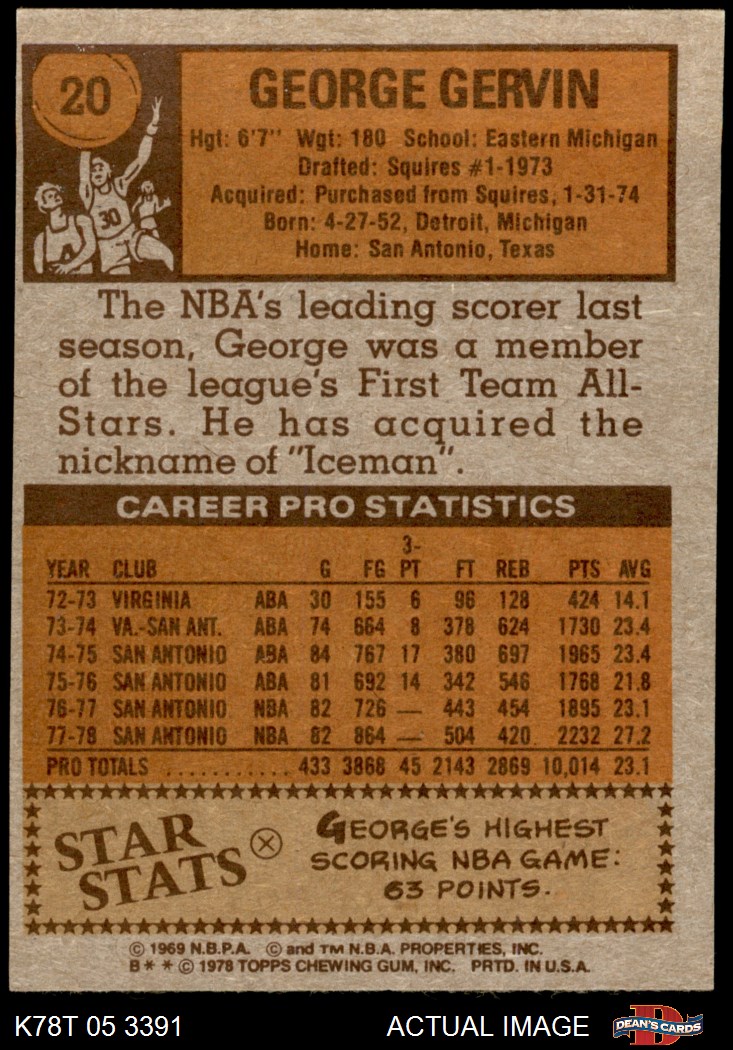 20
GEORGE GERVIN
Hgt: 6'7" Wgt: 180 School: Eastern Michigan
Drafted: Squires #1-1973
Acquired: Purchased from Squires, 1-31-74
Born: 4-27-52, Detroit, Michigan
Home: San Antonio, Texas
30
The NBA's leading scorer last
season, George was a member
of the league's First Team All-
Stars. He has acquired the
nickname of "Iceman".
CAREER PRO STATISTICS
YEAR CLUB G FG 3-PT FT REB PTS AVG
72-73 VIRGINIA ABA 30 155 6 96 128 424 14.1
73-74 VA.-SAN ANT. ABA 74 664 8 378 624 1730 23.4
74-75 SAN ANTONIO ABA 84 767 17 380 697 1965 23.4
75-76 SAN ANTONIO ABA 81 692 14 342 546 1768 21.8
76-77 SAN ANTONIO NBA 82 726 — 443 454 1895 23.1
77-78 SAN ANTONIO NBA 82 864 — 504 420 2232 27.2
PRO TOTALS ........... 433 3868 45 2143 2869 10,014 23.1
STAR
STATS
GEORGE'S HIGHEST
SCORING NBA GAME:
63 POINTS.
© 1969 N.B.P.A. © and TM N.B.A. PROPERTIES, INC.
B * * © 1978 TOPPS CHEWING GUM, INC. PRTD. IN U.S.A.
K78T 05 3391 ACTUAL IMAGE
D
DEAN'S CARDS